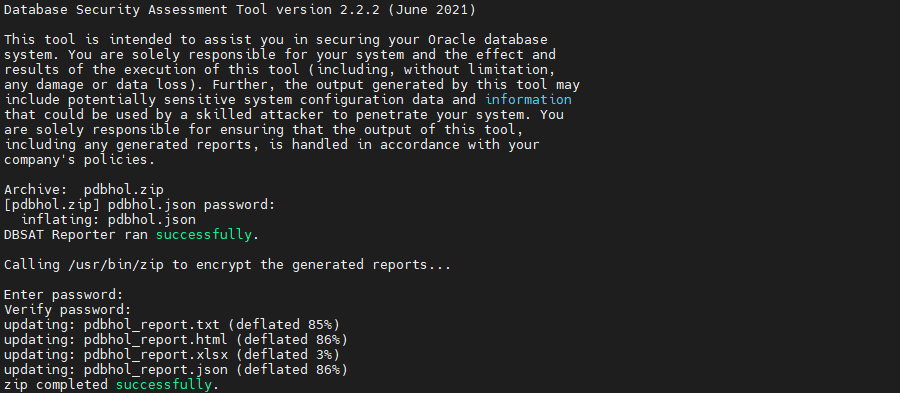 Database Security Assessment Tool version 2.2.2 (June 2021)
This tool is intended to assist you in securing your Oracle database
system. You are solely responsible for your system and the effect and
results of the execution of this tool (including, without limitation,
any damage or data loss). Further, the output generated by this tool may
include potentially sensitive system configuration data and information
that could be used by a skilled attacker to penetrate your system. You
are solely responsible for ensuring that the output of this tool,
including any generated reports, is handled in accordance with your
company's policies.
Archive:  pdbhol.zip
[pdbhol.zip] pdbhol.json password:
  inflating: pdbhol.json
DBSAT Reporter ran successfully.
Calling /usr/bin/zip to encrypt the generated reports...
Enter password:
Verify password:
updating: pdbhol_report.txt (deflated 85%)
updating: pdbhol_report.html (deflated 86%)
updating: pdbhol_report.xlsx (deflated 3%)
updating: pdbhol_report.json (deflated 86%)
zip completed successfully.